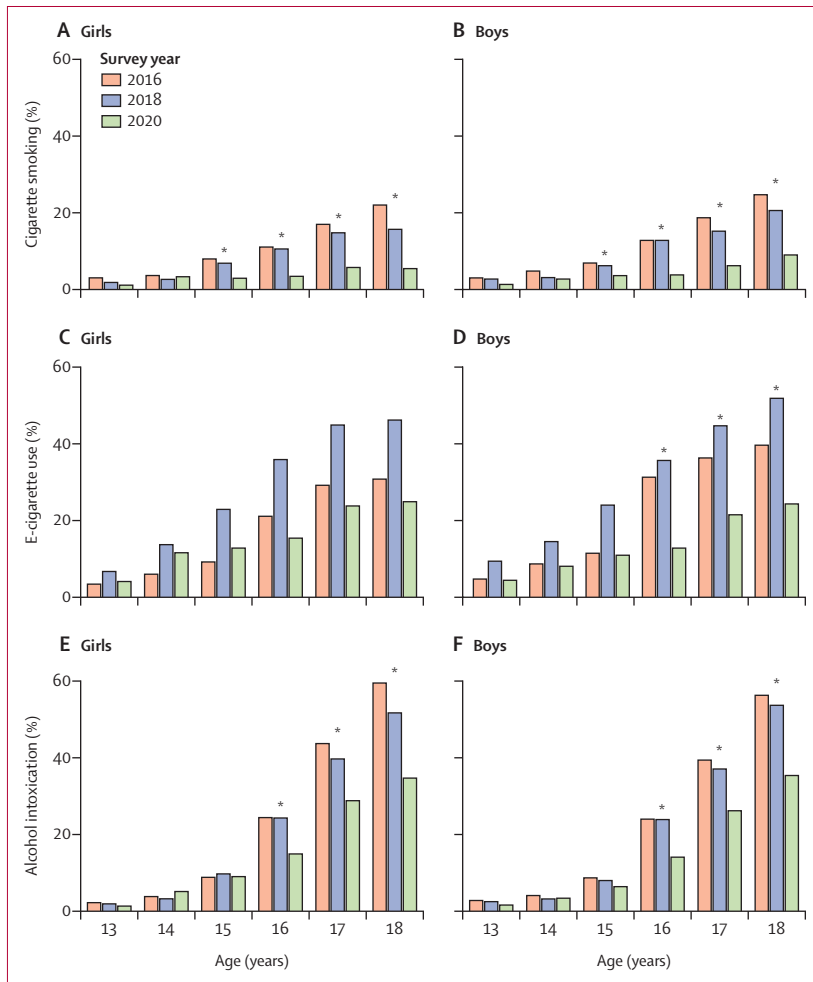 A Girls
B Boys
Survey year
2016
2018
2020
Cigarette smoking (%)
60
40
20
0
* * * *
* * * *
C Girls
D Boys
E-cigarette use (%)
60
40
20
0
* * *
E Girls
F Boys
Alcohol intoxication (%)
60
40
20
0
* * *
* * *
13 14 15 16 17 18
13 14 15 16 17 18
Age (years)
Age (years)